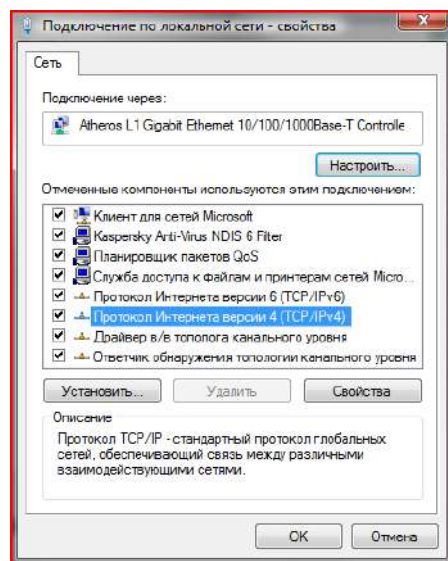 Подключение по локальной сети - свойства
Сеть
Подключение через:
Atheros L1 Gigabit Ethernet 10/100/1000Base-T Controlle
Настроить...
Отмеченные компоненты используются этим подключением:
Клиент для сетей Microsoft
Kaspersky Anti-Virus NDIS 6 Filter
Планировщик пакетов QoS
Служба доступа к файлам и принтерам сетей Micro...
Протокол Интернета версии 6 (TCP/IPv6)
Протокол Интернета версии 4 (TCP/IPv4)
Драйвер в/в тополога канального уровня
Ответчик обнаружения топологии канального уровня
Установить...
Удалить
Свойства
Описание
Протокол TCP/IP - стандартный протокол глобальных
сетей, обеспечивающий связь между различными
взаимодействующими сетями.
OK
Отмена